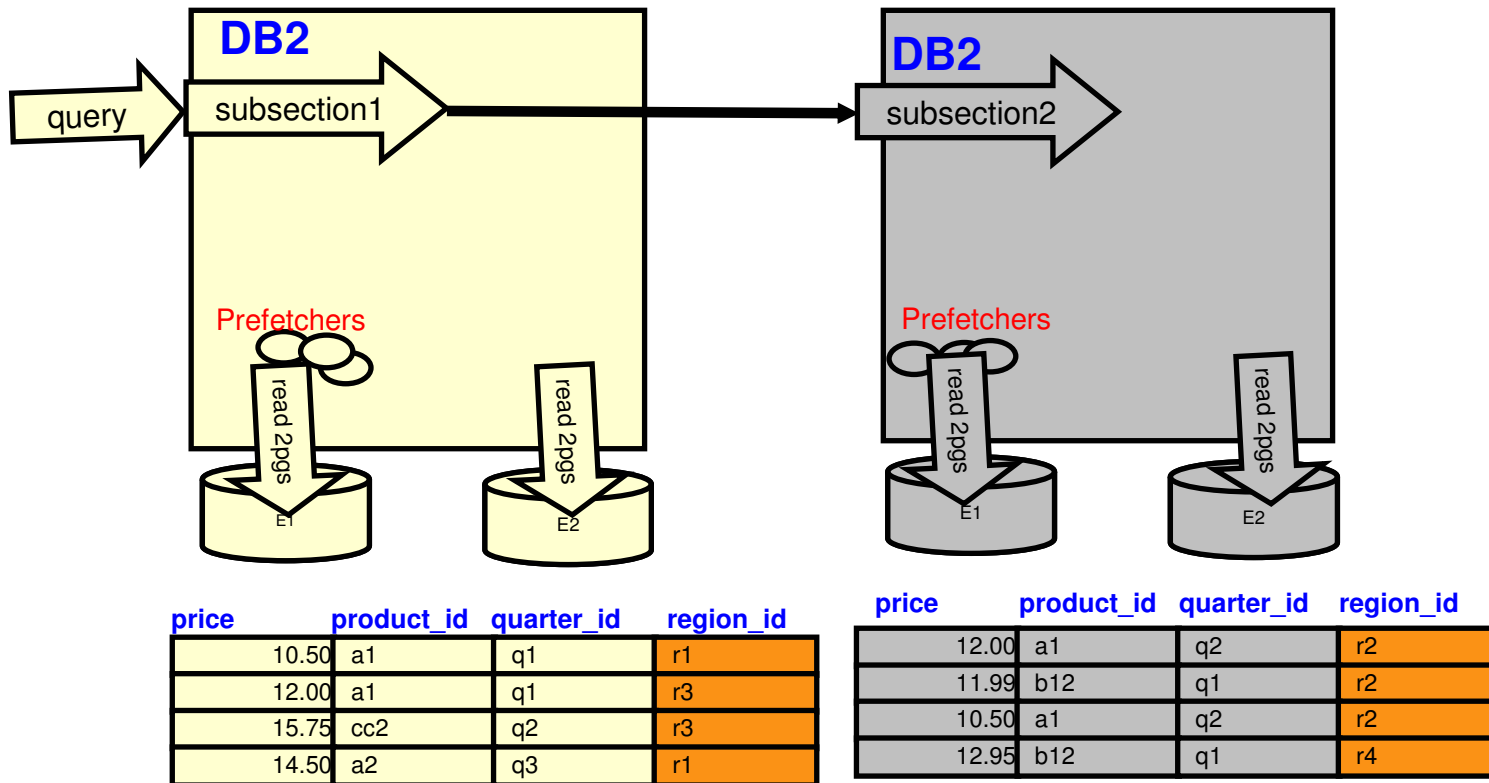 DB2
DB2
query
subsection1
subsection2
Prefetchers
Prefetchers
read 2pgs
read 2pgs
read 2pgs
read 2pgs
E1
E2
E1
E2
price product_id quarter_id region_id
10.50 a1 q1 r1
12.00 a1 q1 r3
15.75 cc2 q2 r3
14.50 a2 q3 r1
price product_id quarter_id region_id
12.00 a1 q2 r2
11.99 b12 q1 r2
10.50 a1 q2 r2
12.95 b12 q1 r4